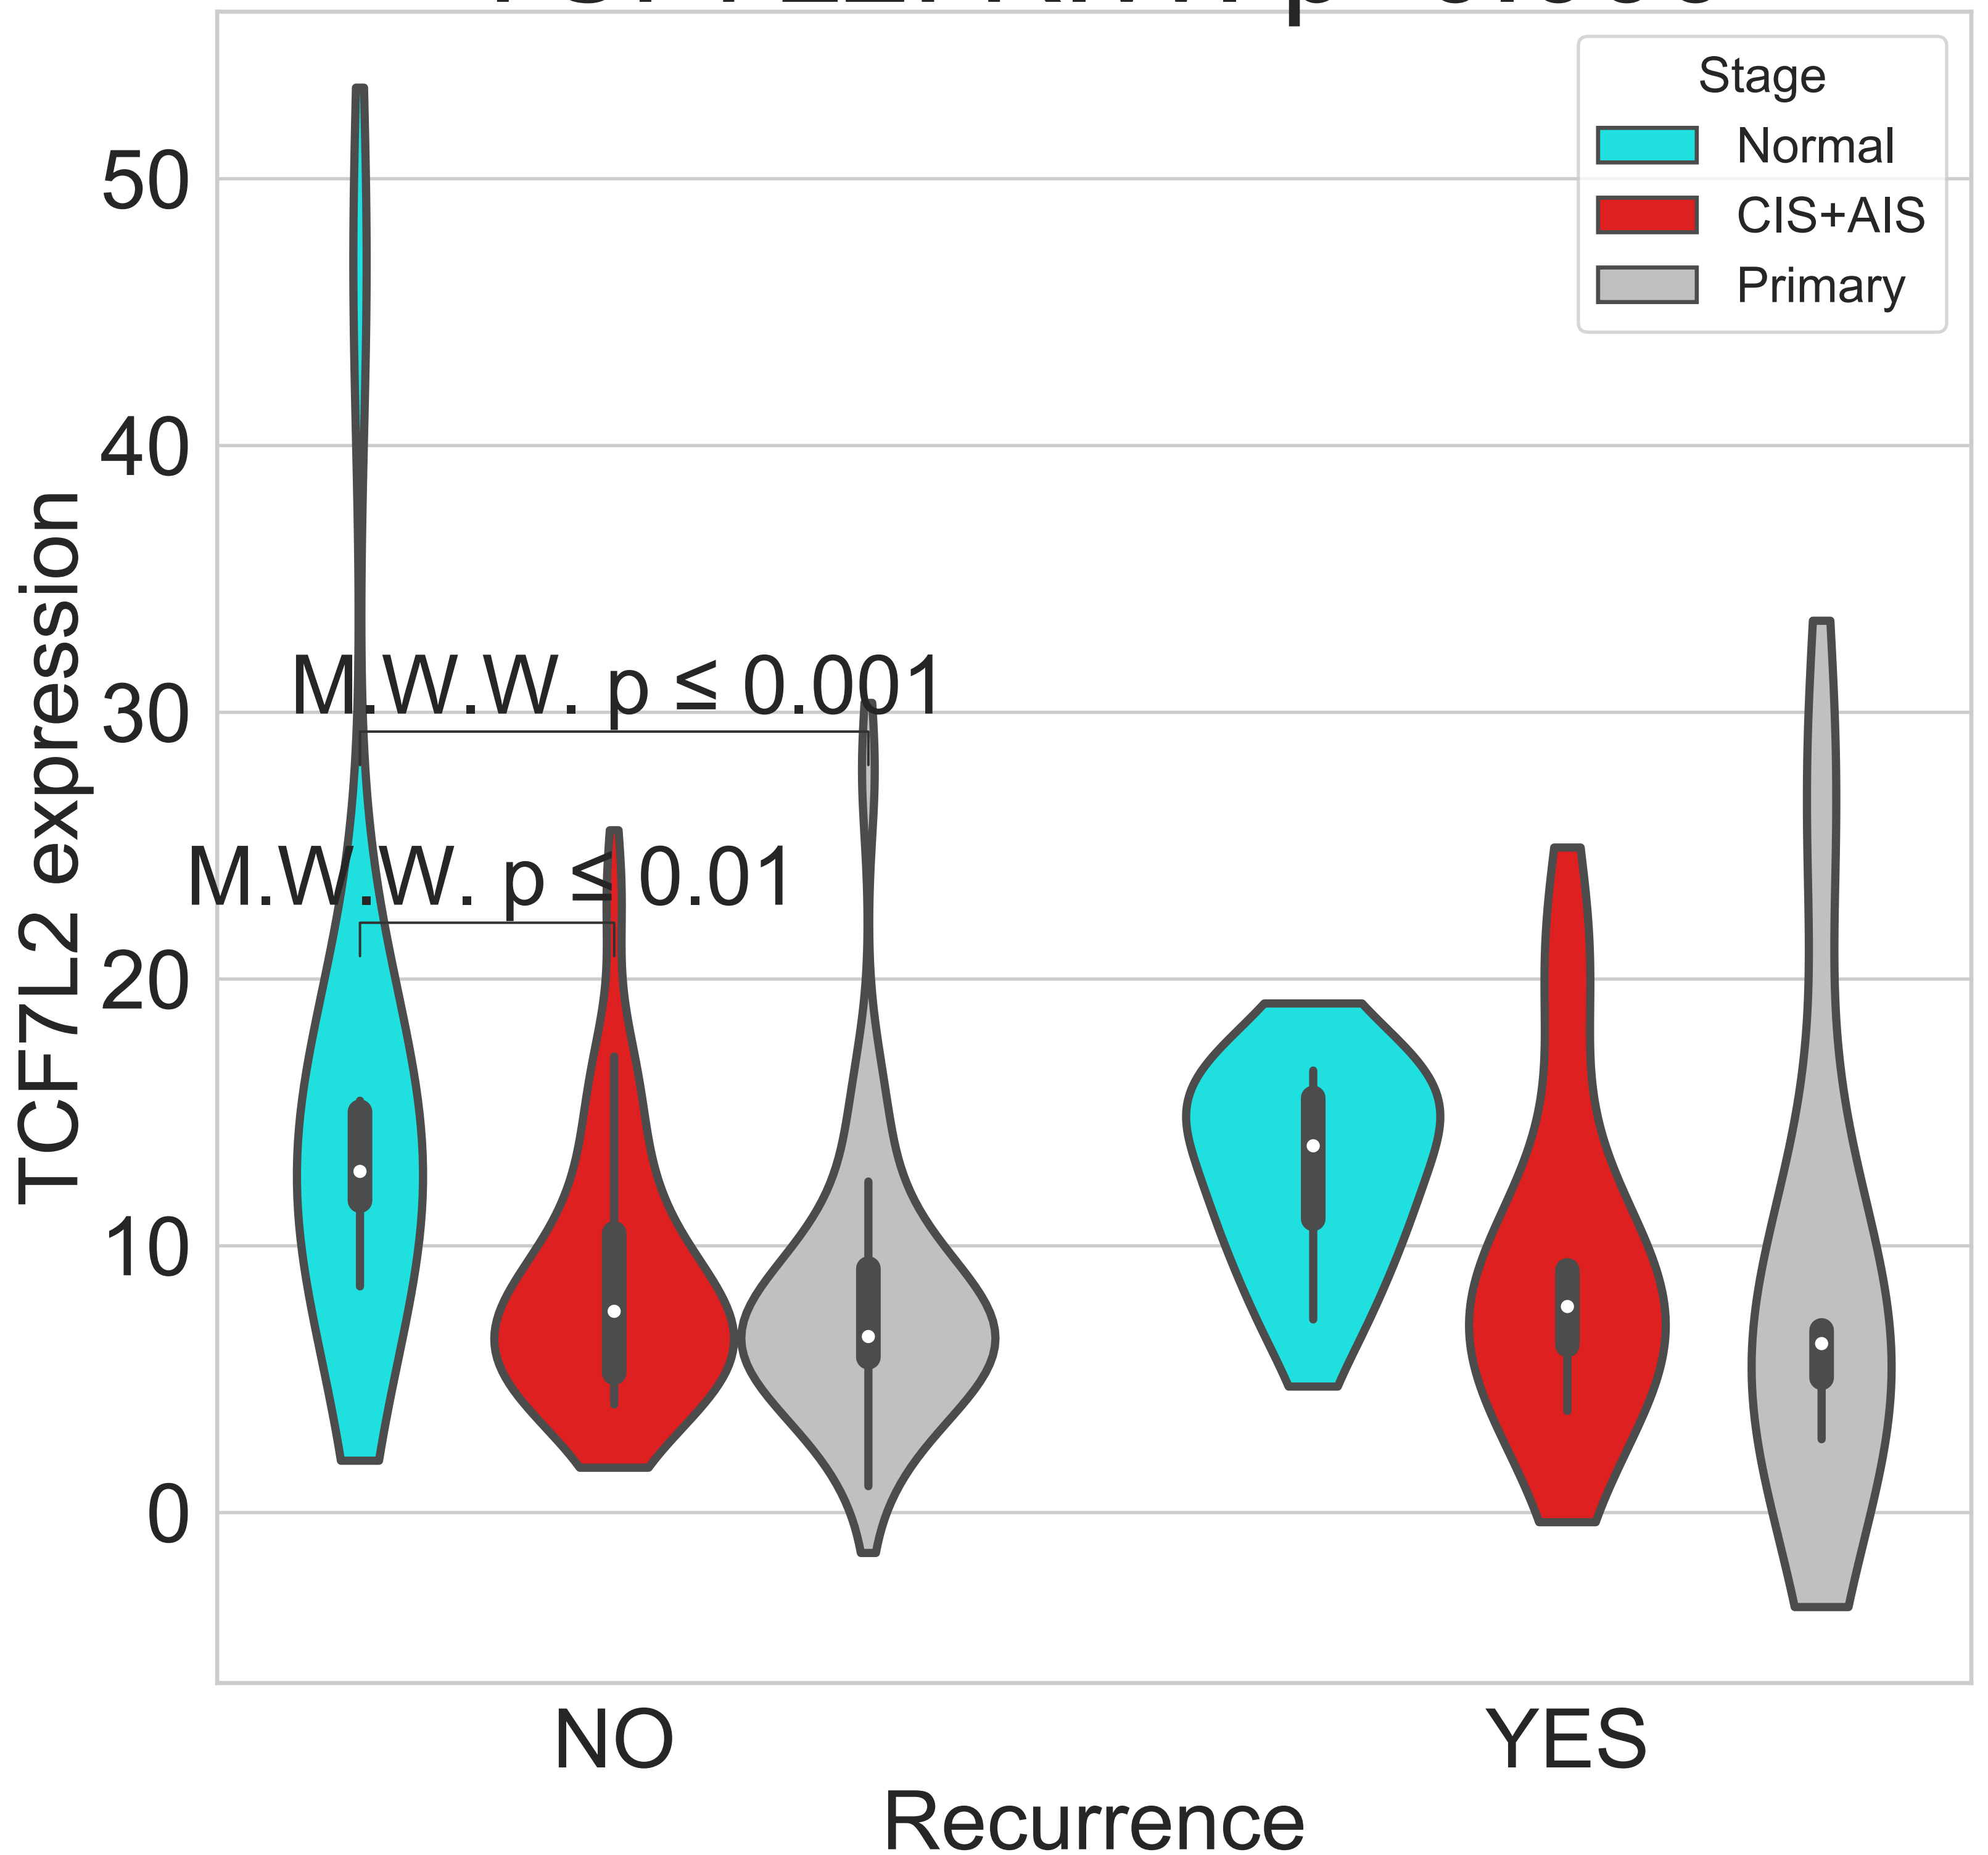 Stage
Normal
CIS+AIS
Primary
50
40
30
20
10
0
TCF7L2 expression
M.W.W. p ≤ 0.001
M.W.W. p ≤ 0.01
NO
YES
Recurrence